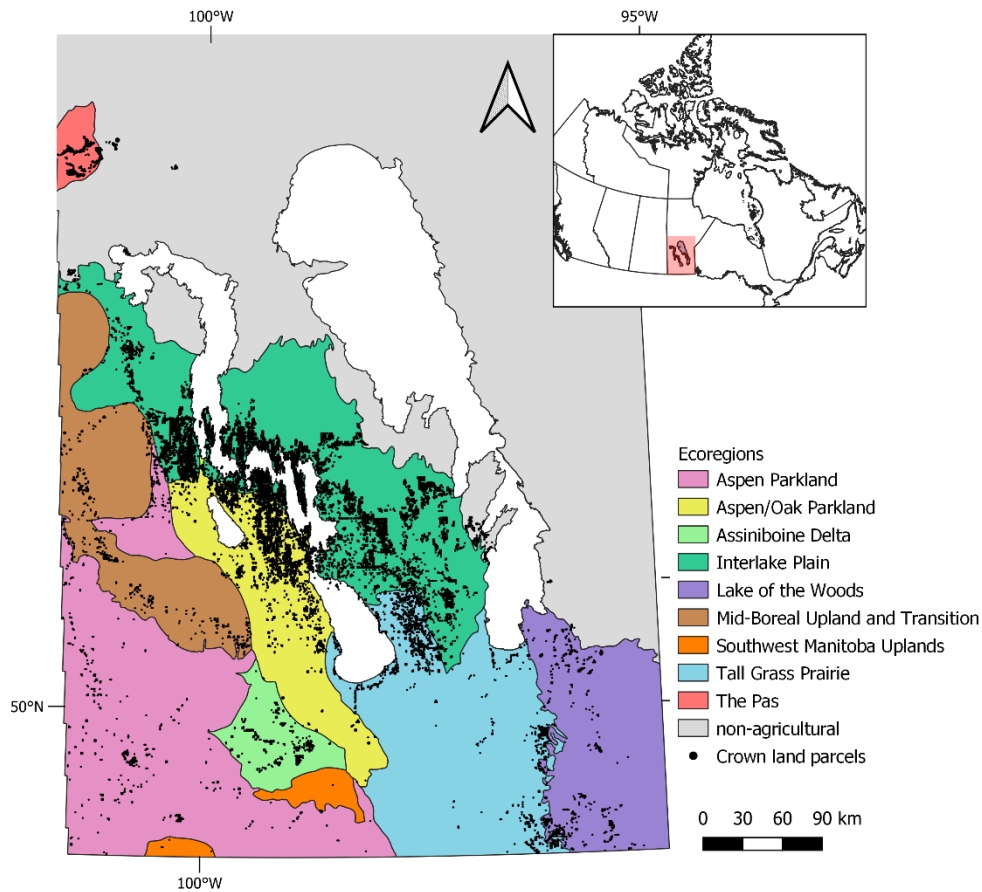 100°W
95°W
Ecoregions
Aspen Parkland
Aspen/Oak Parkland
Assiniboine Delta
Interlake Plain
Lake of the Woods
Mid-Boreal Upland and Transition
Southwest Manitoba Uplands
Tall Grass Prairie
The Pas
non-agricultural
Crown land parcels
50°N
0 30 60 90 km
100°W